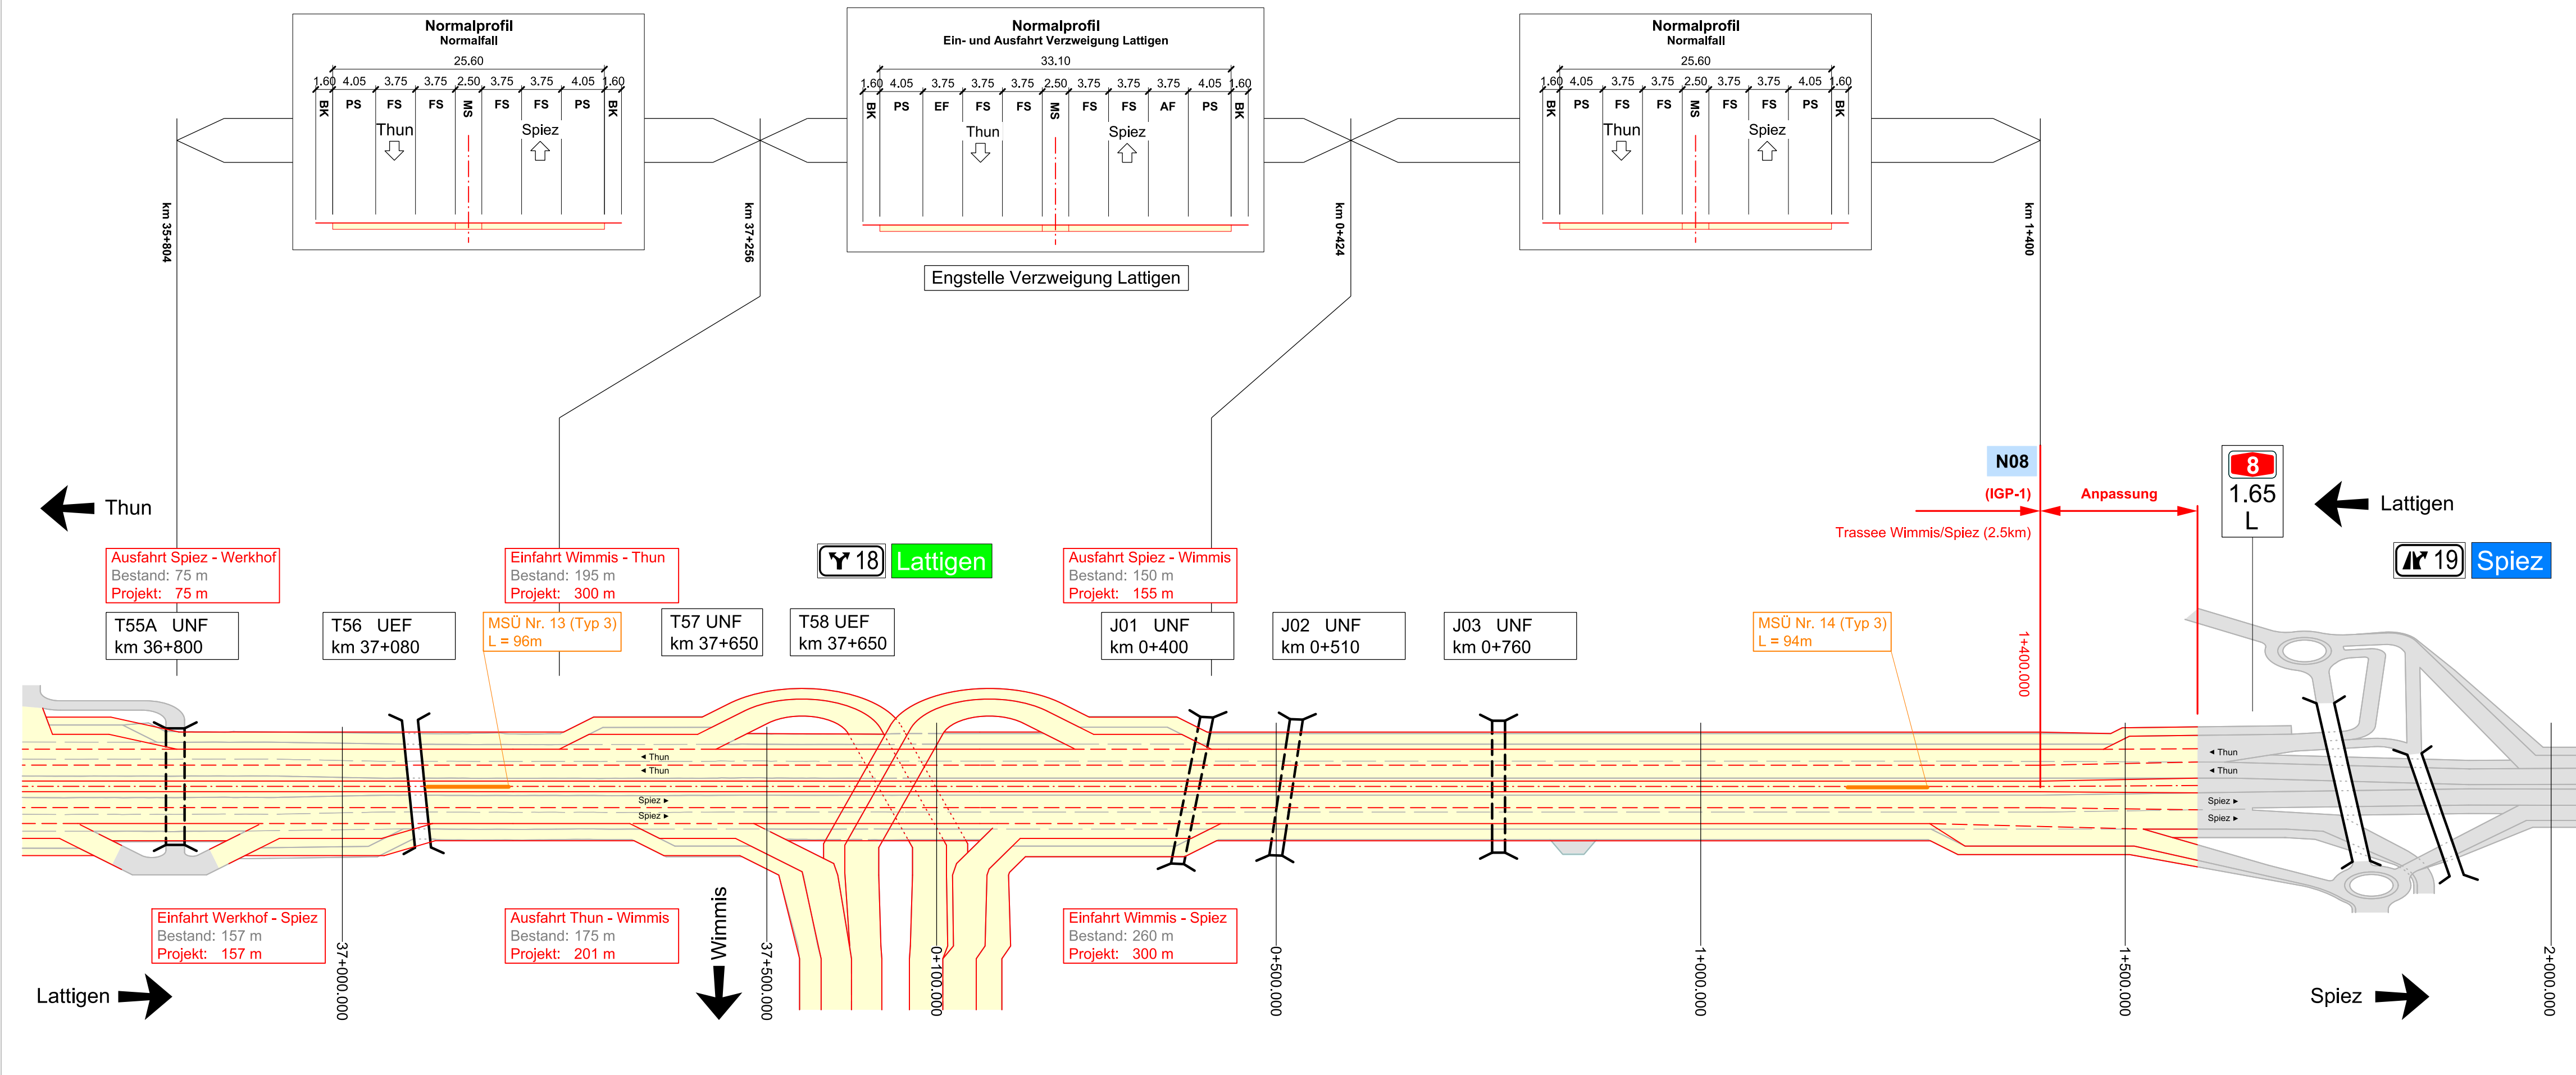 Normalprofil
Normalfall
25.60
1.60 4.05 3.75 3.75 2.50 3.75 3.75 4.05 1.60
BK PS FS FS MS FS FS PS BK
Thun Spiez
Normalprofil
Ein- und Ausfahrt Verzweigung Lattigen
33.10
1.60 4.05 3.75 3.75 3.75 2.50 3.75 3.75 3.75 4.05 1.60
BK PS EF FS FS MS FS FS AF PS BK
Thun Spiez
Engstelle Verzweigung Lattigen
Normalprofil
Normalfall
25.60
1.60 4.05 3.75 3.75 2.50 3.75 3.75 4.05 1.60
BK PS FS FS MS FS FS PS BK
Thun Spiez
km 35+804
km 37+256
km 0+424
km 1+400
Thun
N08
(IGP-1)
Anpassung
Trassee Wimmis/Spiez (2.5km)
8
1.65
L
Lattigen
Ausfahrt Spiez - Werkhof
Bestand: 75 m
Projekt: 75 m
Einfahrt Wimmis - Thun
Bestand: 195 m
Projekt: 300 m
18
Lattigen
Ausfahrt Spiez - Wimmis
Bestand: 150 m
Projekt: 155 m
19
Spiez
T55A UNF
km 36+800
T56 UEF
km 37+080
MSÜ Nr. 13 (Typ 3)
L = 96m
T57 UNF
km 37+650
T58 UEF
km 37+650
J01 UNF
km 0+400
J02 UNF
km 0+510
J03 UNF
km 0+760
MSÜ Nr. 14 (Typ 3)
L = 94m
1+400.000
Thun
Thun
Spiez
Spiez
Thun
Thun
Spiez
Spiez
Einfahrt Werkhof - Spiez
Bestand: 157 m
Projekt: 157 m
Ausfahrt Thun - Wimmis
Bestand: 175 m
Projekt: 201 m
Wimmis
Einfahrt Wimmis - Spiez
Bestand: 260 m
Projekt: 300 m
37+000.000
37+500.000
0+100.000
0+500.000
1+000.000
1+500.000
2+000.000
Lattigen
Spiez